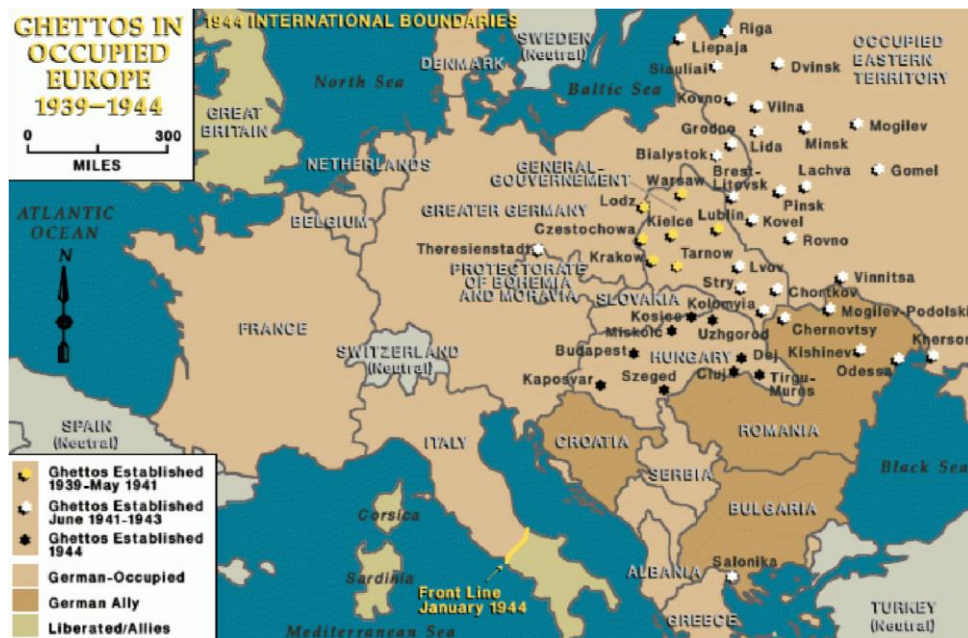 GHETTOS IN
OCCUPIED
EUROPE
1939–1944
0 300
MILES
1944 INTERNATIONAL BOUNDARIES
SWEDEN
(Neutral)
Riga
Liepaja
OCCUPIED
EASTERN
TERRITORY
Siauliai
Dvinsk
DENMARK
North Sea
Baltic Sea
GREAT
BRITAIN
Kovno
Vilna
Grodno
Lida
Minsk
Mogilev
NETHERLANDS
Bialystok
GENERAL-
GOUVERNEMENT
Brest-
Litovsk
Lachva
Gomel
Warsaw
Pinsk
Lodz
ATLANTIC
OCEAN
BELGIUM
GREATER GERMANY
Kielce
Lublin
Kovel
Czestochowa
Rovno
Theresienstadt
Krakow
Tarnow
Lvov
N
PROTECTORATE
OF BOHEMIA
AND MORAVIA
Stry
Chortkov
Vinnitsa
SLOVAKIA
Kolomyia
Mogilev-Podolski
FRANCE
Kosice
Miskolc
Uzhgorod
Chernovtsy
Kherson
SWITZERLAND
(Neutral)
Budapest
HUNGARY
Dej
Kishinev
Odessa
Kaposvar
Szeged
Cluj
Tirgu-
Mures
SPAIN
(Neutral)
ITALY
CROATIA
ROMANIA
SERBIA
Black Sea
BULGARIA
Corsica
Sardinia
ALBANIA
Salonika
Front Line
January 1944
GREECE
TURKEY
(Neutral)
Mediterranean Sea
Ghettos Established
1939-May 1941
Ghettos Established
June 1941-1943
Ghettos Established
1944
German-Occupied
German Ally
Liberated/Allies